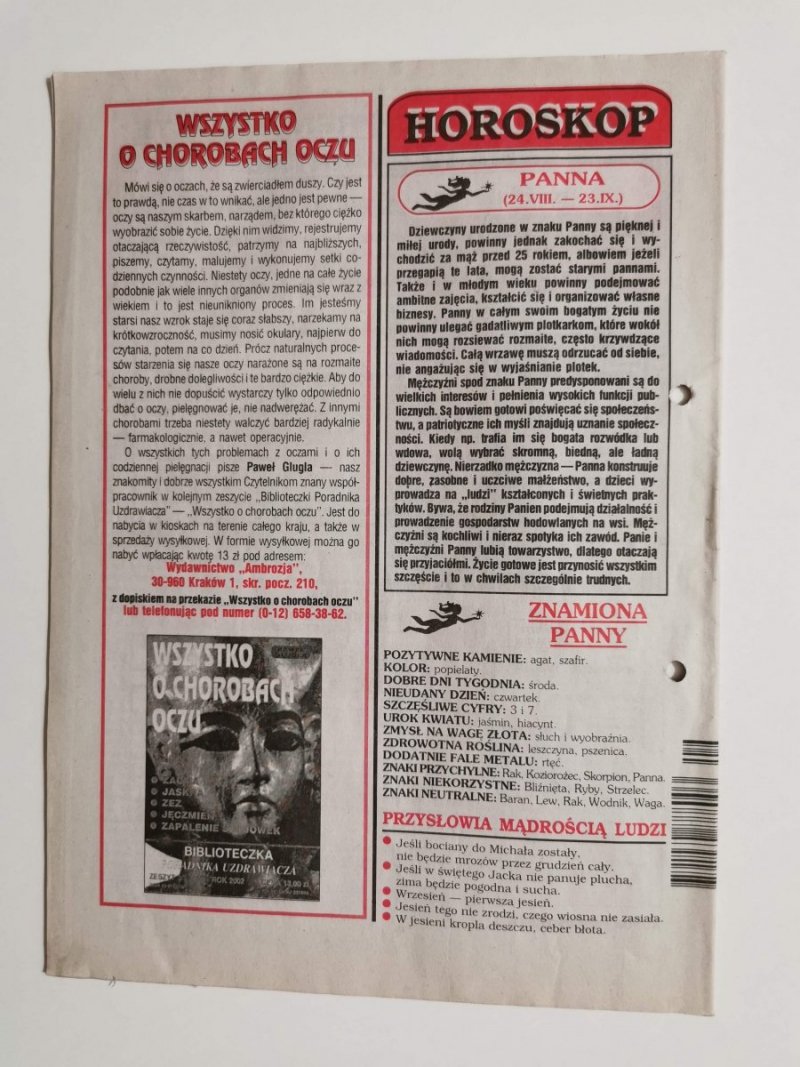 WSZYSTKO
O CHOROBACH OCZU
Mówi się o oczach, że są zwierciadłem duszy. Czy jest
to prawdą, nie czas w to wnikać, ale jedno jest pewne —
oczy są naszym skarbem, narządem, bez którego ciężko
wyobrazić sobie życie. Dzięki nim widzimy, rejestrujemy
otaczającą rzeczywistość, patrzymy na najbliższych,
piszemy, czytamy, malujemy i wykonujemy setki co-
dziennych czynności. Niestety oczy, jedne na całe życie
podobnie jak wiele innych organów zmieniają się wraz z
wiekiem i to jest nieunikniony proces. Im jesteśmy
starsi nasz wzrok staje się coraz słabszy, narzekamy na
krótkowzroczność, musimy nosić okulary, najpierw do
czytania, potem na co dzień. Prócz naturalnych proce-
sów starzenia się nasze oczy narażone są na rozmaite
choroby, drobne dolegliwości i te bardzo ciężkie. Aby do
wielu z nich nie dopuścić wystarczy tylko odpowiednio
dbać o oczy, pielęgnować je, nie nadwerężać. Z innymi
chorobami trzeba niestety walczyć bardziej radykalnie
— farmakologicznie, a nawet operacyjnie.
O wszystkich tych problemach z oczami i o ich
codziennej pielęgnacji pisze Paweł Glugla — nasz
znakomity i dobrze wszystkim Czytelnikom znany współ-
pracownik w kolejnym zeszycie „Biblioteczki Poradnika
Uzdrawiacza” — „Wszystko o chorobach oczu”. Jest do
nabycia w kioskach na terenie całego kraju, a także w
sprzedaży wysyłkowej. W formie wysyłkowej można go
nabyć wpłacając kwotę 13 zł pod adresem:
Wydawnictwo „Ambrozja”,
30-960 Kraków 1, skr. pocz. 210,
z dopiskiem na przekazie „Wszystko o chorobach oczu”
lub telefonując pod numer (0-12) 658-38-62.
WSZYSTKO
O CHOROBACH
OCZU
ZEZ
JĘCZMIEŃ
ZAPALENIE
BIBLIOTECZKA
UZDRAWIACZA
ROK 2002
HOROSKOP
PANNA
(24.VIII. — 23.IX.)
Dziewczyny urodzone w znaku Panny są pięknej i
miłej urody, powinny jednak zakochać się i wy-
chodzić za mąż przed 25 rokiem, albowiem jeżeli
przegapią te lata, mogą zostać starymi pannami.
Także i w młodym wieku powinny podejmować
ambitne zajęcia, kształcić się i organizować własne
biznesy. Panny w całym swoim bogatym życiu nie
powinny ulegać gadatliwym plotkarkom, które wokół
nich mogą rozsiewać rozmaite, często krzywdzące
wiadomości. Całą wrzawę muszą odrzucać od siebie,
nie angażując się w wyjaśnianie plotek.
Mężczyźni spod znaku Panny predysponowani są do
wielkich interesów i pełnienia wysokich funkcji pu-
blicznych. Są bowiem gotowi poświęcać się społeczeńs-
twu, a patriotyczne ich myśli znajdują uznanie społecz-
ności. Kiedy np. trafia im się bogata rozwódka lub
wdowa, wolą wybrać skromną, biedną, ale ładną
dziewczynę. Nierzadko mężczyzna — Panna konstruuje
dobre, zasobne i uczciwe małżeństwo, a dzieci wy-
prowadza na „ludzi” kształconych i świetnych prak-
tyków. Bywa, że rodziny Panien podejmują działalność i
prowadzenie gospodarstw hodowlanych na wsi. Męż-
czyźni są kochliwi i nieraz spotyka ich zawód. Panie i
mężczyźni Panny lubią towarzystwo, dlatego otaczają
się przyjaciółmi. Życie gotowe jest przynosić wszystkim
szczęście i to w chwilach szczególnie trudnych.
ZNAMIONA
PANNY
POZYTYWNE KAMIENIE: agat, szafir.
KOLOR: popielaty.
DOBRE DNI TYGODNIA: środa.
NIEUDANY DZIEŃ: czwartek.
SZCZĘŚLIWE CYFRY: 3 i 7.
UROK KWIATU: jaśmin, hiacynt.
ZMYSŁ NA WAGĘ ZŁOTA: słuch i wyobraźnia.
ZDROWOTNA ROŚLINA: leszczyna, pszenica.
DODATNIE FALE METALU: rtęć.
ZNAKI PRZYCHYLNE: Rak, Koziorożec, Skorpion, Panna.
ZNAKI NIEKORZYSTNE: Bliźnięta, Ryby, Strzelec.
ZNAKI NEUTRALNE: Baran, Lew, Rak, Wodnik, Waga.
PRZYSŁOWIA MĄDROŚCIĄ LUDZI
Jeśli bociany do Michała zostały,
nie będzie mrozów przez grudzień cały.
Jeśli w świętego Jacka nie panuje plucha,
zima będzie pogodna i sucha.
Wrzesień — pierwsza jesień.
Jesień tego nie zrodzi, czego wiosna nie zasiała.
W jesieni kropla deszczu, ceber błota.